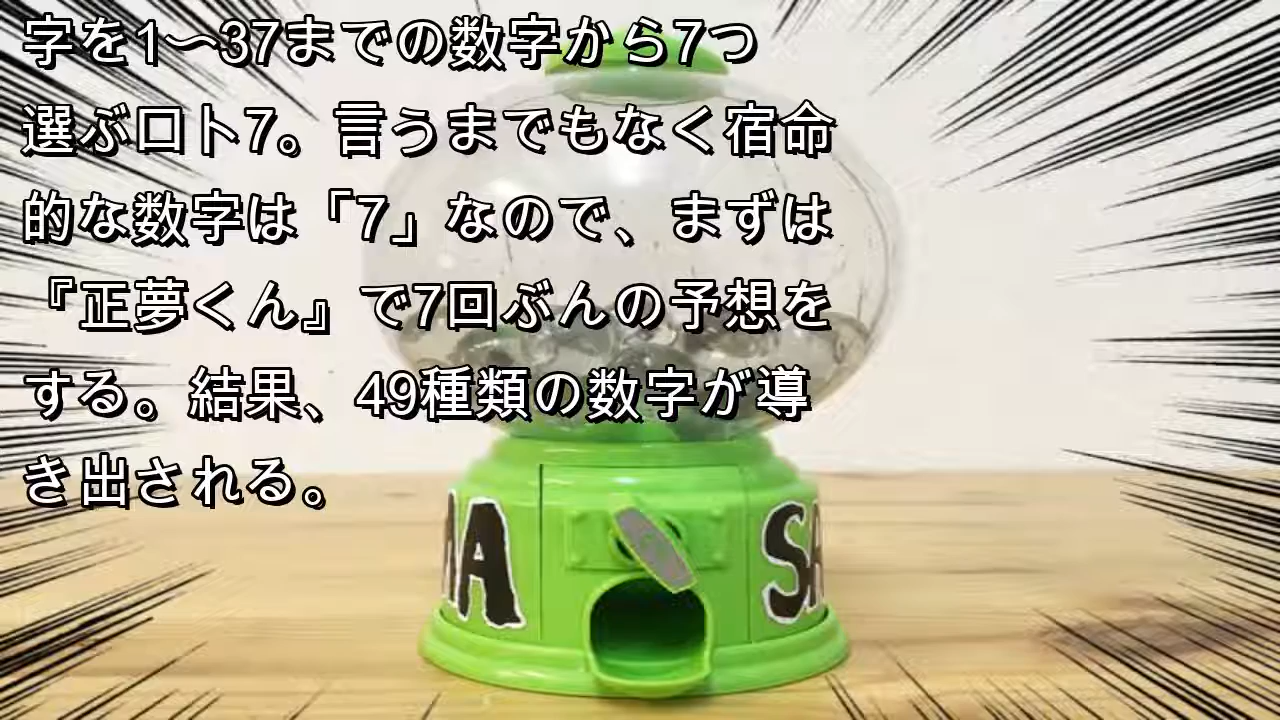 字を1〜37までの数字から7つ
選ぶロト7。言うまでもなく宿命
的な数字は「7」なので、まずは
『正夢くん』で7回ぶんの予想を
する。結果、49種類の数字が導
き出される。